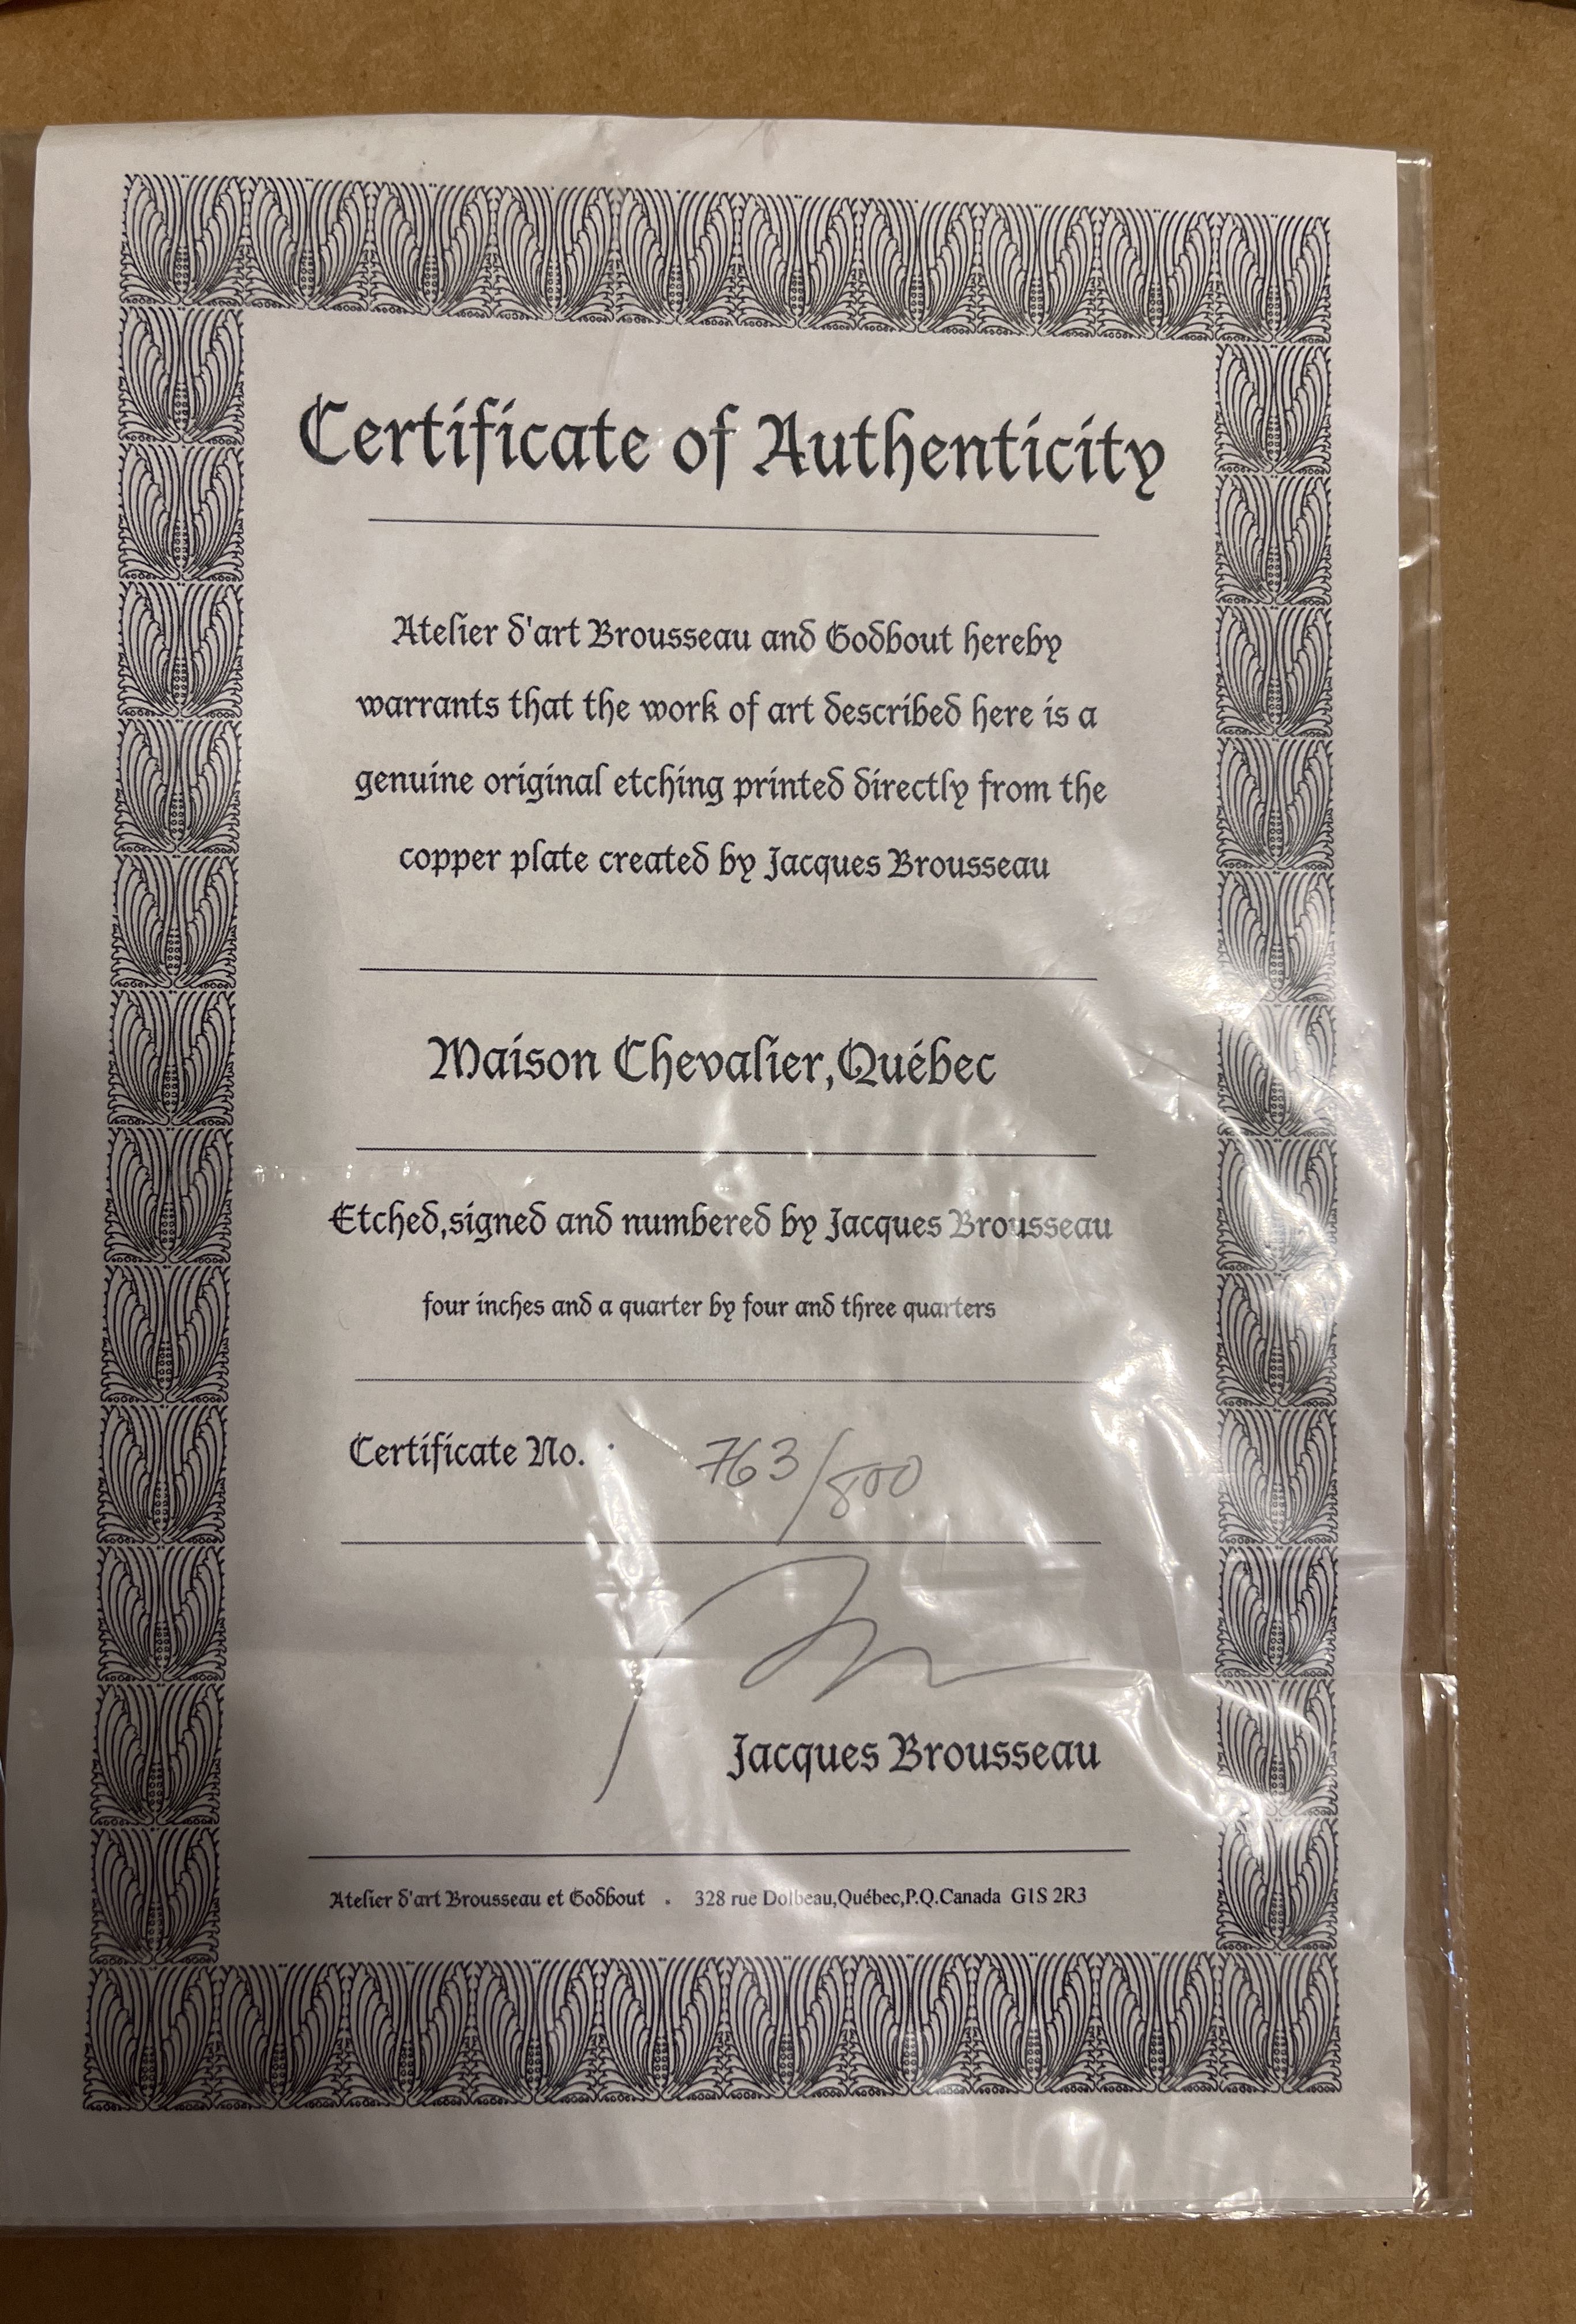 Certificate of Authenticity
Atelier d'art Brousseau and Godbout hereby
warrants that the work of art described here is a
genuine original etching printed directly from the
copper plate created by Jacques Brousseau
Maison Chevalier,Québec
Etched,signed and numbered by Jacques Brousseau
four inches and a quarter by four and three quarters
Certificate No. 763/800
Jacques Brousseau
Atelier d'art Brousseau et Godbout . 328 rue Dolbeau,Québec,P.Q.Canada G1S 2R3